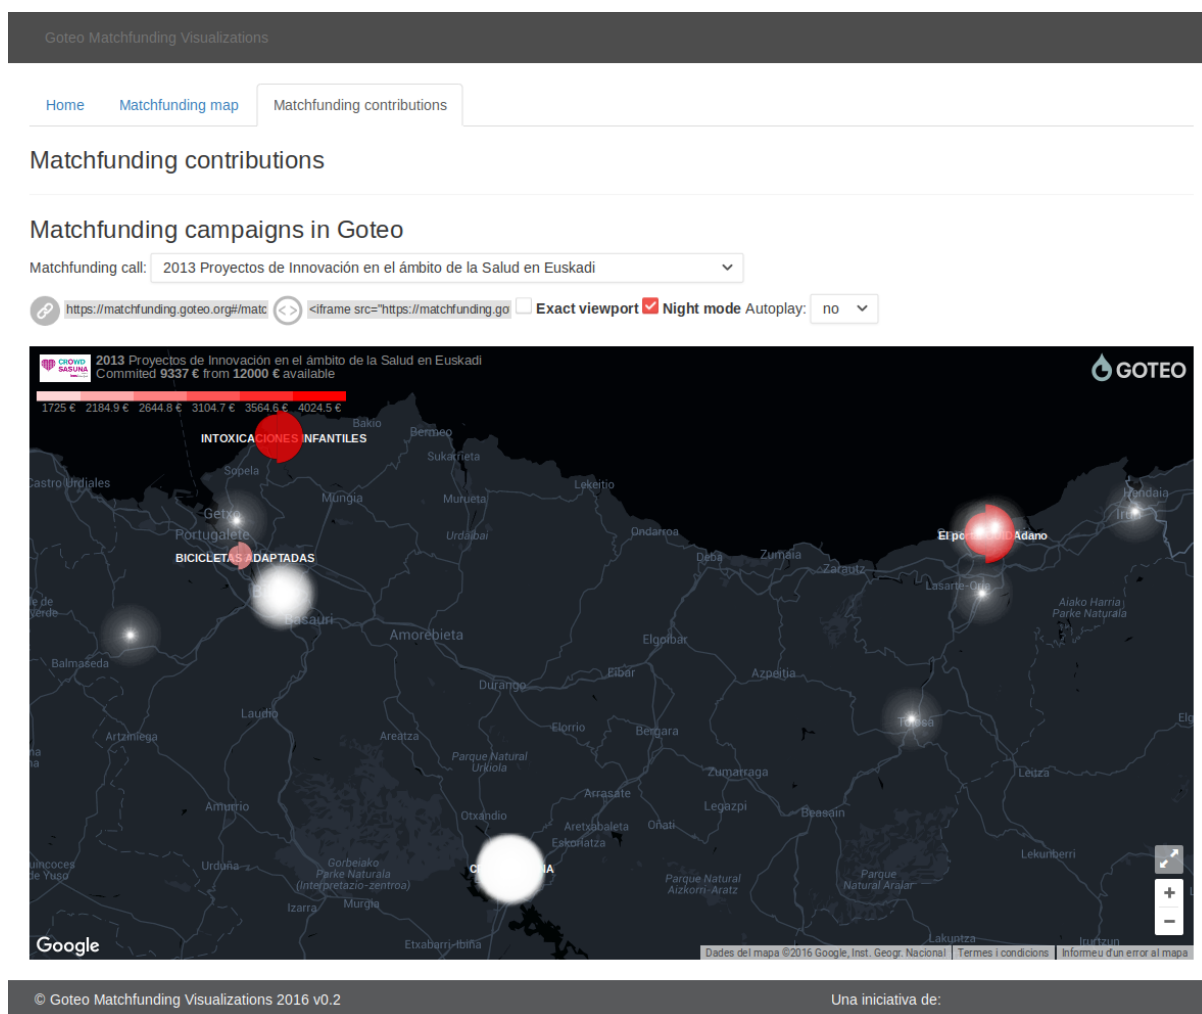 Goteo Matchfunding Visualizations
Home Matchfunding map Matchfunding contributions
Matchfunding contributions
Matchfunding campaigns in Goteo
Matchfunding call: 2013 Proyectos de Innovación en el ámbito de la Salud en Euskadi
https://matchfunding.goteo.org#/matc <> <iframe src="https://matchfunding.go Exact viewport Night mode Autoplay: no
CROWD SASUNA
2013 Proyectos de Innovación en el ámbito de la Salud en Euskadi
Commited 9337 € from 12000 € available
GOTEO
1725 € 2184.9 € 2644.8 € 3104.7 € 3564.6 € 4024.5 €
Bakio
Bermeo
INTOXICACIONES INFANTILES
Sukarrieta
Sopela
Castro Urdiales
Lekeitio
Mungia
Murueta
Hondaia
Getxo
Irun
Portugalete
Urdaibai
Ondarroa
BICICLETAS ADAPTADAS
Deba
Zumaia
Zarautz
Lasarte-Oria
Aiako Harria
Parke Naturala
Basauri
Amorebieta
Elgoibar
Balmaseda
Eibar
Azpeitia
Durango
Laudio
Elorrio
Bergara
Tolosa
Artziniega
Areatza
Parque Natural
Urkiola
Zumarraga
Leitza
Arrasate
Amurrio
Legazpi
Beasain
Otxandio
Aretxabaleta
Oñati
Eskoriatza
Lekunberri
Urduña
Gorbeiako
Parke Naturala
(Interpretazio-zentroa)
Parque Natural
Aizkorri-Aratz
Parque
Natural Aralar
Izarra
Murgia
Etxabarri-Ibiña
Lakuntza
Irurtzun
+
−
Google
Dades del mapa ©2016 Google, Inst. Geogr. Nacional Termes i condicions Informeu d'un error al mapa
© Goteo Matchfunding Visualizations 2016 v0.2 Una iniciativa de: